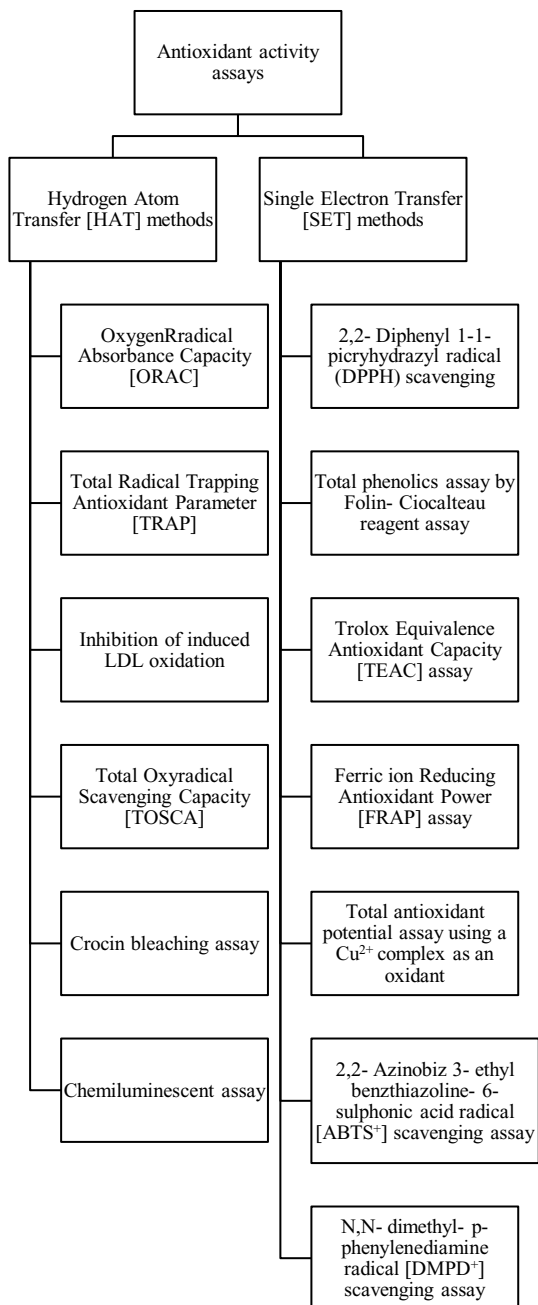 Antioxidant activity
assays
Hydrogen Atom
Transfer [HAT] methods
Single Electron Transfer
[SET] methods
OxygenRradical
Absorbance Capacity
[ORAC]
Total Radical Trapping
Antioxidant Parameter
[TRAP]
Inhibition of induced
LDL oxidation
Total Oxyradical
Scavenging Capacity
[TOSCA]
Crocin bleaching assay
Chemiluminescent assay
2,2- Diphenyl 1-1-
picryhydrazyl radical
(DPPH) scavenging
Total phenolics assay by
Folin- Ciocalteau
reagent assay
Trolox Equivalence
Antioxidant Capacity
[TEAC] assay
Ferric ion Reducing
Antioxidant Power
[FRAP] assay
Total antioxidant
potential assay using a
Cu²⁺ complex as an
oxidant
2,2- Azinobiz 3- ethyl
benzthiazoline- 6-
sulphonic acid radical
[ABTS⁺] scavenging
assay
N,N- dimethyl- p-
phenylenediamine
radical [DMPD⁺]
scavenging assay